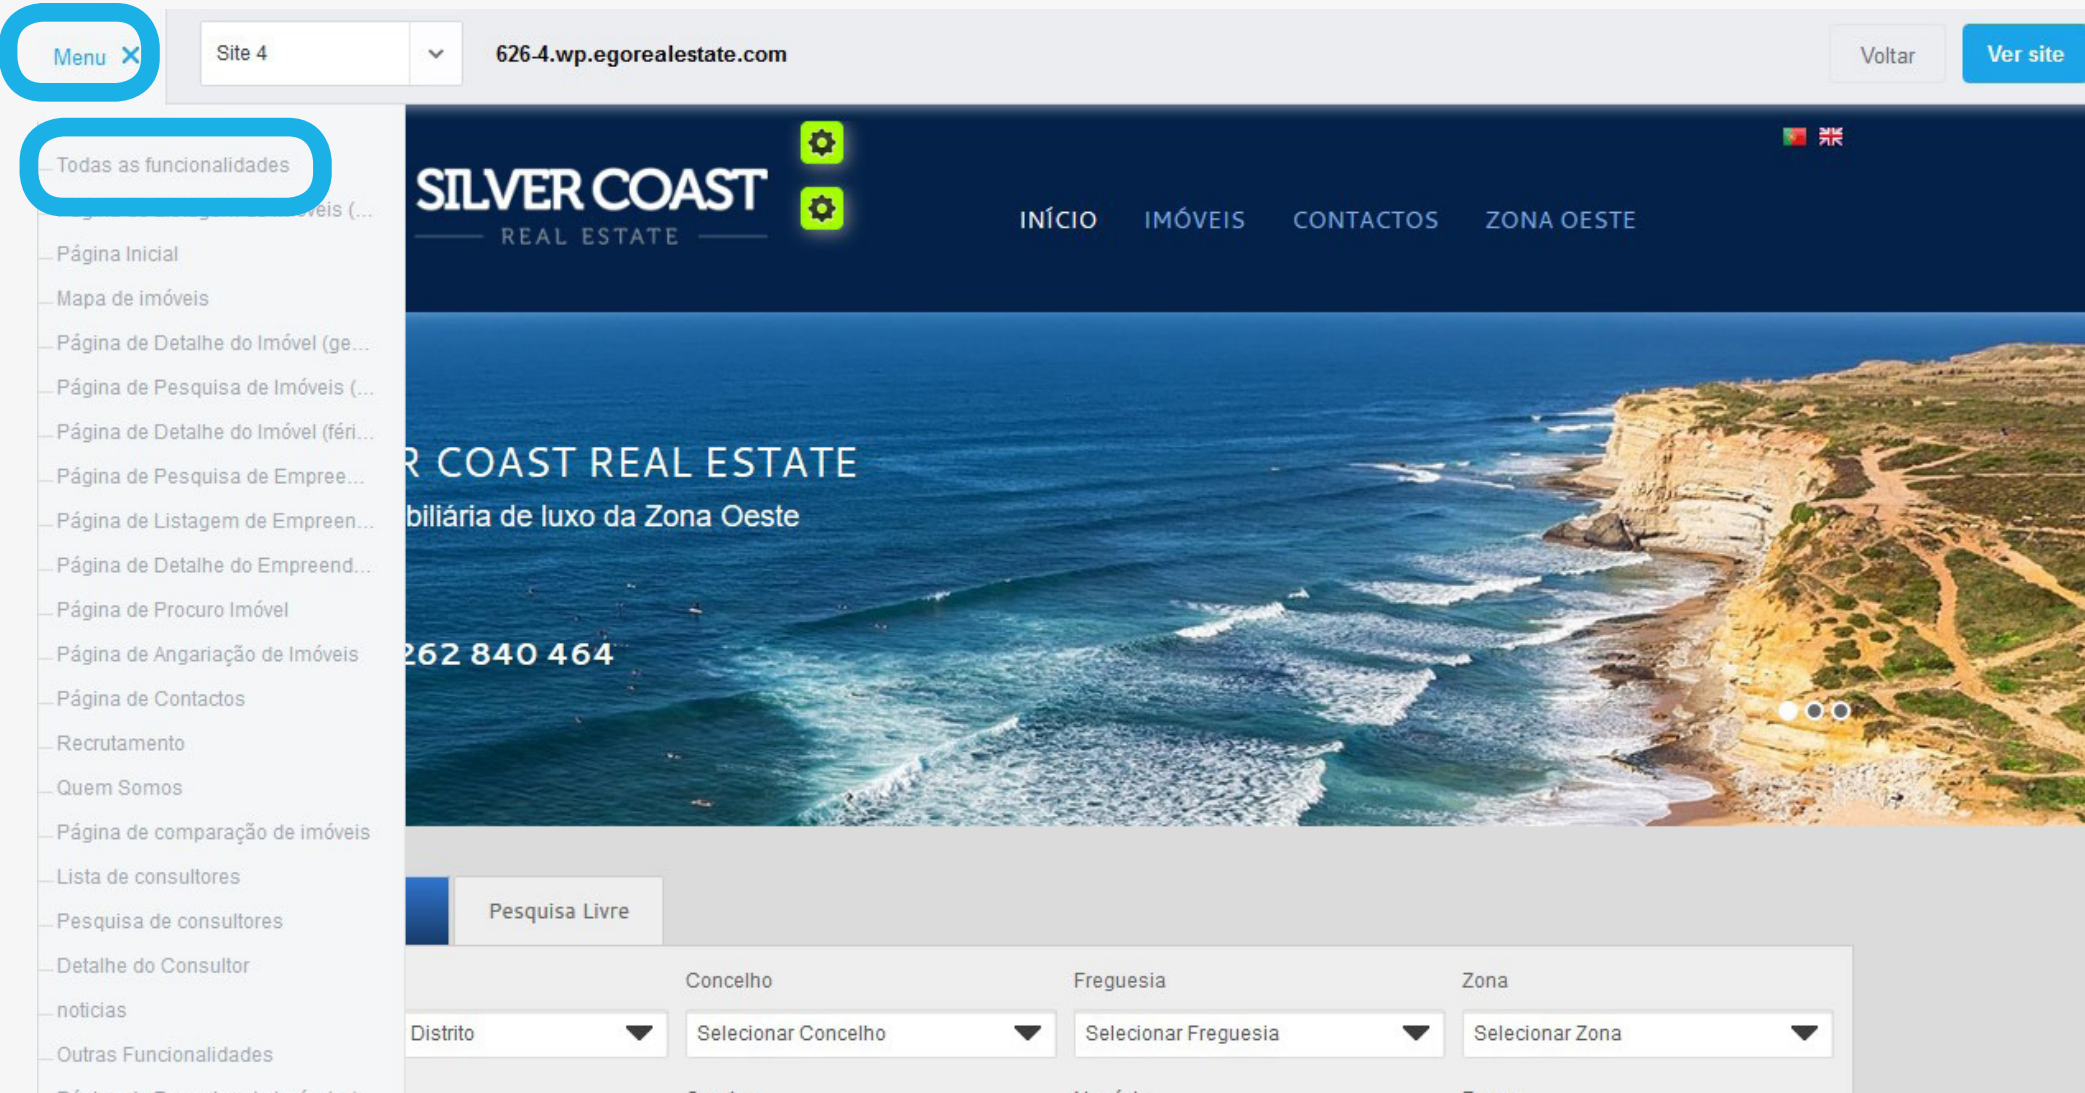 Menu
Site 4
626-4.wp.egorealestate.com
Voltar
Ver site
Todas as funcionalidades
Página Inicial
Mapa de imóveis
Página de Detalhe do Imóvel (ge...
Página de Pesquisa de Imóveis (...
Página de Detalhe do Imóvel (féri...
Página de Pesquisa de Empree...
Página de Listagem de Empreen...
Página de Detalhe do Empreend...
Página de Procuro Imóvel
Página de Angariação de Imóveis
Página de Contactos
Recrutamento
Quem Somos
Página de comparação de imóveis
Lista de consultores
Pesquisa de consultores
Detalhe do Consultor
noticias
Outras Funcionalidades
SILVER COAST
REAL ESTATE
INÍCIO IMÓVEIS CONTACTOS ZONA OESTE
R COAST REAL ESTATE
biliária de luxo da Zona Oeste
262 840 464
Pesquisa Livre
Concelho Freguesia Zona
Distrito Selecionar Concelho Selecionar Freguesia Selecionar Zona